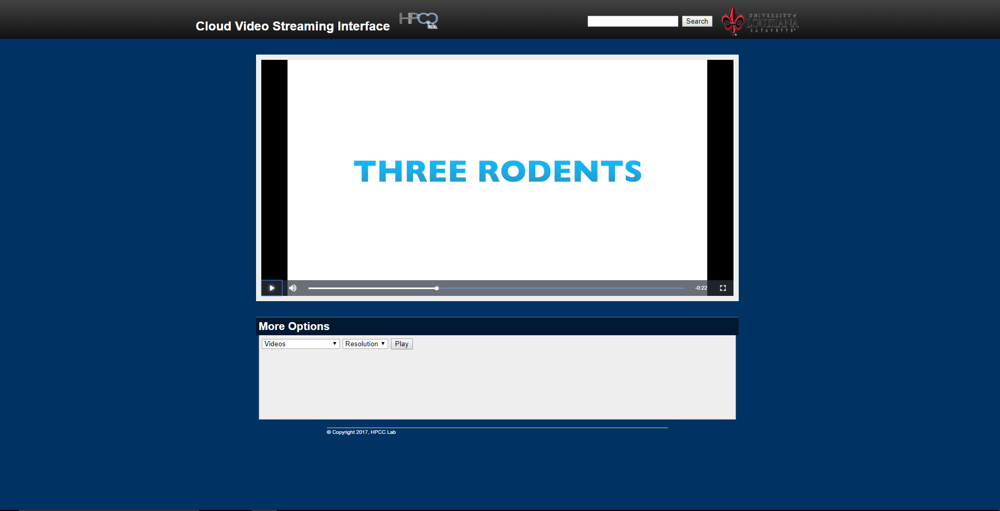 Cloud Video Streaming Interface
HPCC
Search
UNIVERSITY of
LOUISIANA
LAFAYETTE
THREE RODENTS
-0:22
More Options
Videos
Resolution
Play
© Copyright 2017, HPCC Lab